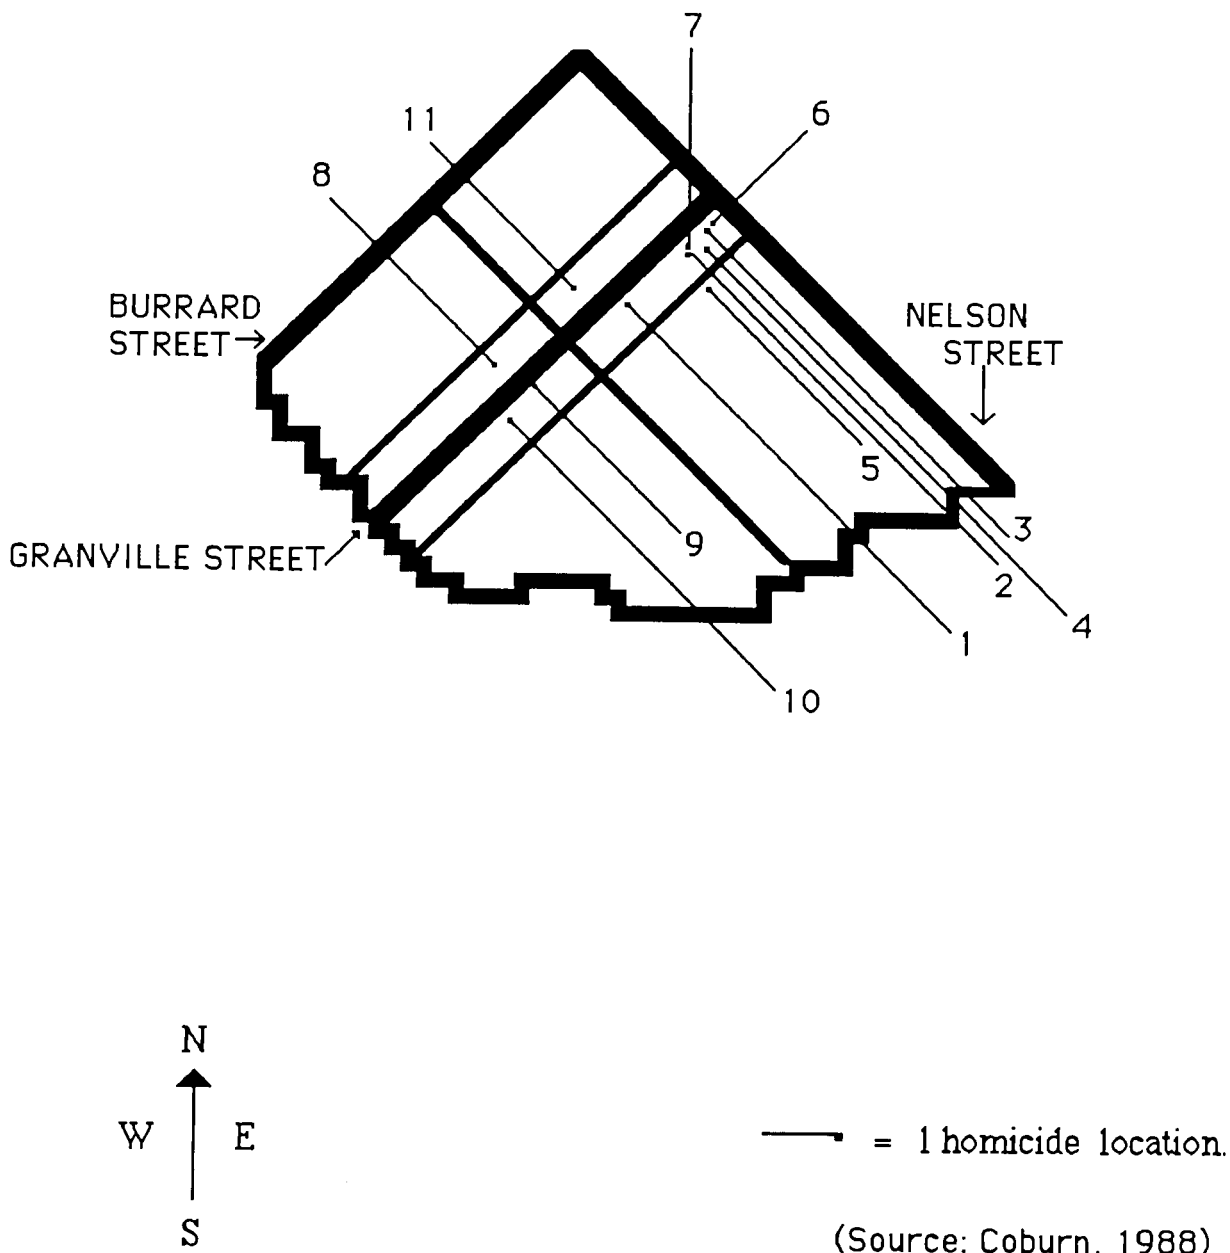 7
6
11
8
BURRARD
STREET
NELSON
STREET
5
3
9
GRANVILLE STREET
2
4
1
10
N
W E
S
= 1 homicide location.
(Source: Coburn, 1988)